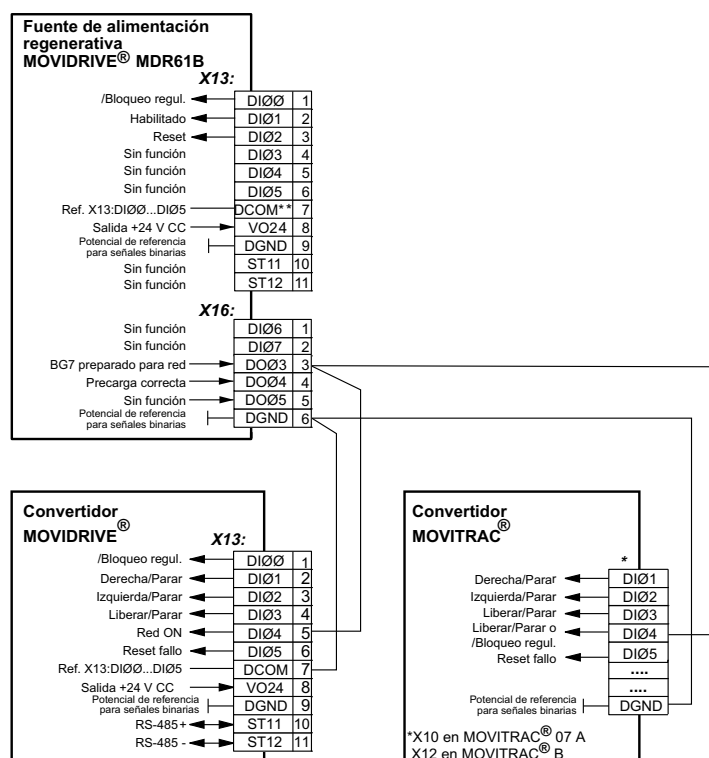 Fuente de alimentación
regenerativa
MOVIDRIVE® MDR61B
X13:
/Bloqueo regul. DIØØ 1
Habilitado DIØ1 2
Reset DIØ2 3
Sin función DIØ3 4
Sin función DIØ4 5
Sin función DIØ5 6
Ref. X13:DIØØ...DIØ5 DCOM** 7
Salida +24 V CC VO24 8
Potencial de referencia
para señales binarias DGND 9
Sin función ST11 10
Sin función ST12 11
X16:
Sin función DIØ6 1
Sin función DIØ7 2
BG7 preparado para red DOØ3 3
Precarga correcta DOØ4 4
Sin función DOØ5 5
Potencial de referencia
para señales binarias DGND 6
Convertidor
MOVIDRIVE®
X13:
/Bloqueo regul. DIØØ 1
Derecha/Parar DIØ1 2
Izquierda/Parar DIØ2 3
Liberar/Parar DIØ3 4
Red ON DIØ4 5
Reset fallo DIØ5 6
Ref. X13:DIØØ...DIØ5 DCOM 7
Salida +24 V CC VO24 8
Potencial de referencia
para señales binarias DGND 9
RS-485+ ST11 10
RS-485 - ST12 11
Convertidor
MOVITRAC®
*
Derecha/Parar DIØ1
Izquierda/Parar DIØ2
Liberar/Parar DIØ3
Liberar/Parar o
/Bloqueo regul. DIØ4
Reset fallo DIØ5
....
....
Potencial de referencia
para señales binarias DGND
*X10 en MOVITRAC® 07 A
X12 en MOVITRAC® B